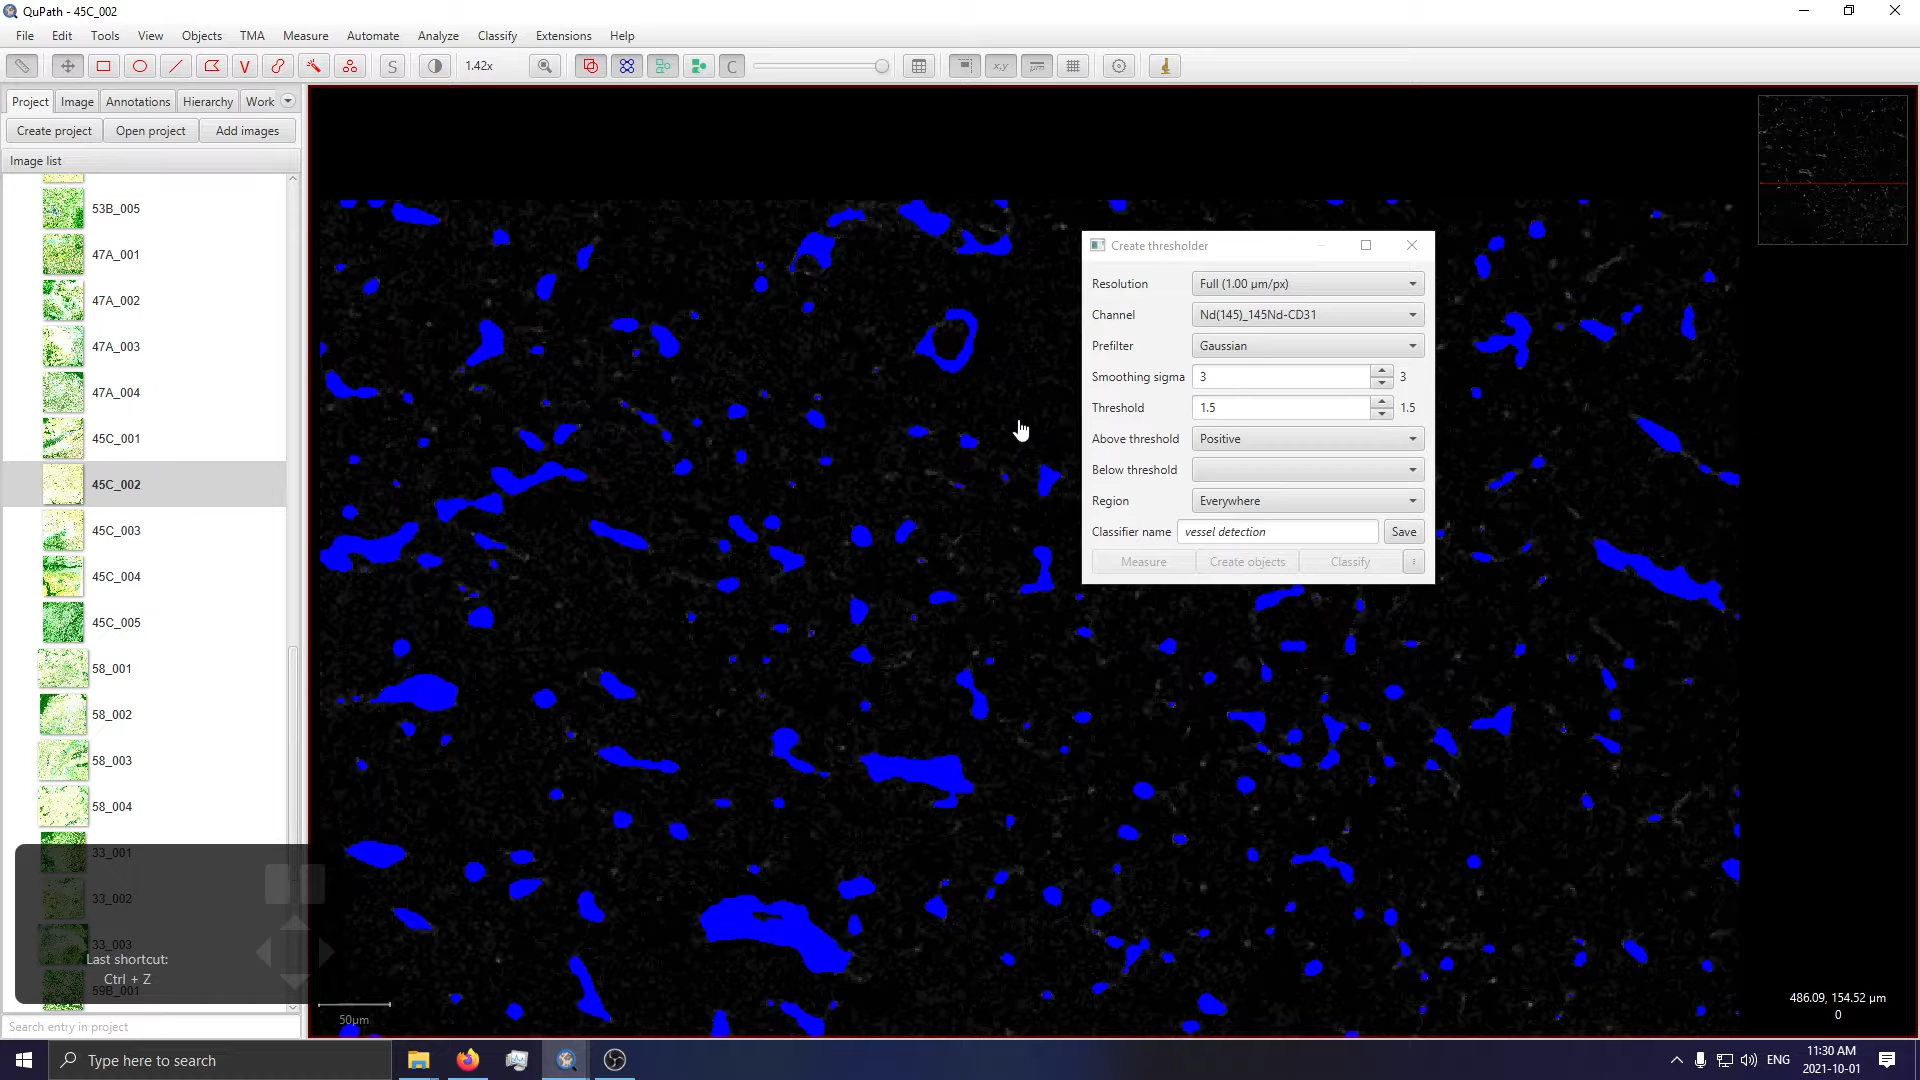 QuPath - 45C_002
File Edit Tools View Objects TMA Measure Automate Analyze Classify Extensions Help
V S 1.42x C x,y
Project Image Annotations Hierarchy Work
Create project Open project Add images
Image list
53B_005
47A_001
47A_002
47A_003
47A_004
45C_001
45C_002
45C_003
45C_004
45C_005
58_001
58_002
58_003
58_004
33_001
33_002
33_003
59B_001
Last shortcut:
Ctrl + Z
Search entry in project
Create thresholder
Resolution Full (1.00 µm/px)
Channel Nd(145)_145Nd-CD31
Prefilter Gaussian
Smoothing sigma 3 3
Threshold 1.5 1.5
Above threshold Positive
Below threshold
Region Everywhere
Classifier name vessel detection Save
Measure Create objects Classify
50µm
486.09, 154.52 µm
0
Type here to search
ENG
11:30 AM
2021-10-01